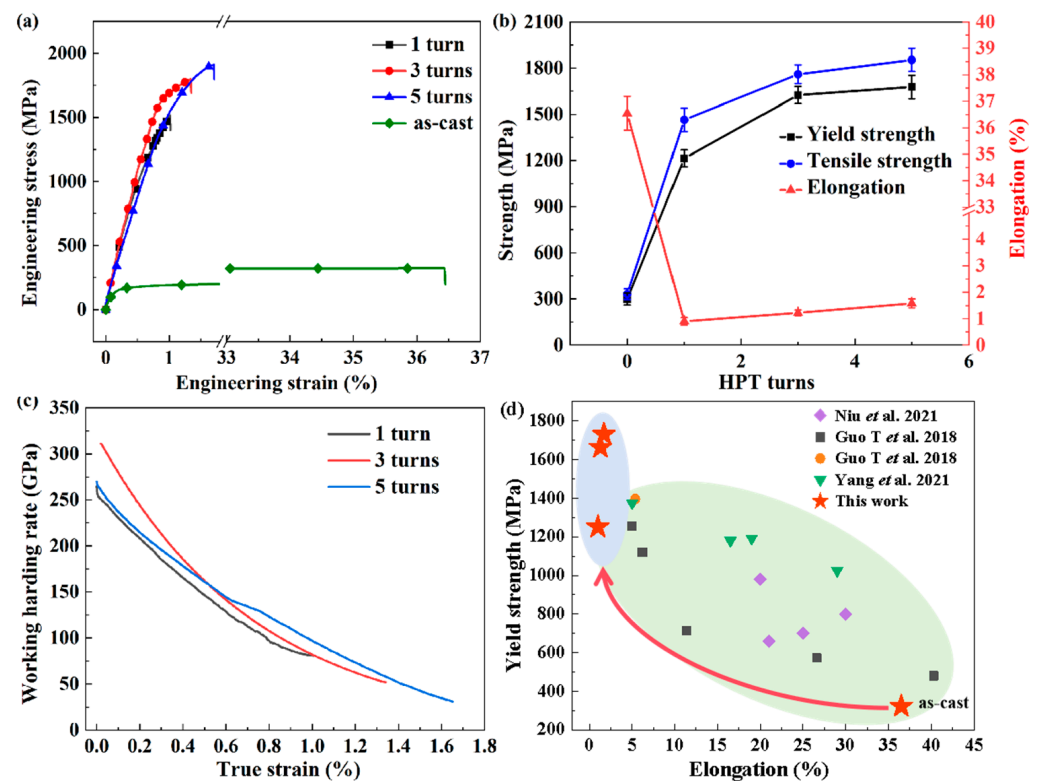 (a)
Engineering stress (MPa)
2000
1500
1000
500
0
0 1 33 34 35 36 37
Engineering strain (%)
1 turn
3 turns
5 turns
as-cast
(b)
Strength (MPa)
2100
1800
1500
1200
900
600
300
0
0 2 4 6
HPT turns
Yield strength
Tensile strength
Elongation
40
39
38
37
36
35
34
33
5
4
3
2
1
0
Elongation (%)
(c)
Working harding rate (GPa)
350
300
250
200
150
100
50
0
0.0 0.2 0.4 0.6 0.8 1.0 1.2 1.4 1.6 1.8
True strain (%)
1 turn
3 turns
5 turns
(d)
Yield strength (MPa)
1800
1600
1400
1200
1000
800
600
400
200
0 5 10 15 20 25 30 35 40 45
Elongation (%)
Niu et al. 2021
Guo T et al. 2018
Guo T et al. 2018
Yang et al. 2021
This work
as-cast